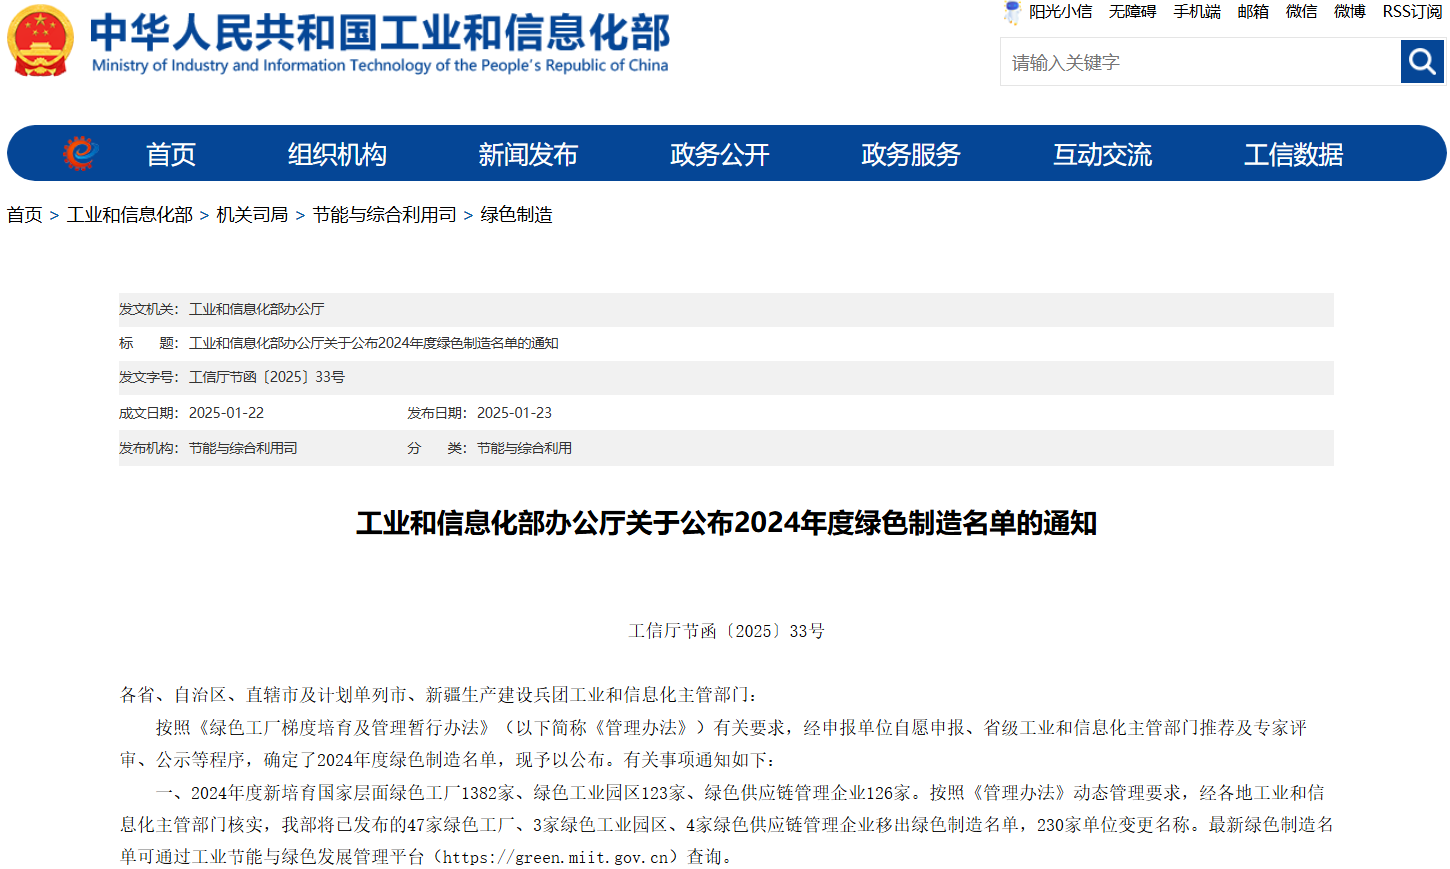 中华人民共和国工业和信息化部
Ministry of Industry and Information Technology of the People's Republic of China
阳光小信 无障碍 手机端 邮箱 微信 微博 RSS订阅
请输入关键字
首页 组织机构 新闻发布 政务公开 政务服务 互动交流 工信数据
首页 > 工业和信息化部 > 机关司局 > 节能与综合利用司 > 绿色制造
发文机关： 工业和信息化部办公厅
标 题： 工业和信息化部办公厅关于公布2024年度绿色制造名单的通知
发文字号： 工信厅节函〔2025〕33号
成文日期： 2025-01-22 发布日期： 2025-01-23
发布机构： 节能与综合利用司 分 类： 节能与综合利用
工业和信息化部办公厅关于公布2024年度绿色制造名单的通知
工信厅节函〔2025〕33号
各省、自治区、直辖市及计划单列市、新疆生产建设兵团工业和信息化主管部门：
按照《绿色工厂梯度培育及管理暂行办法》（以下简称《管理办法》）有关要求，经申报单位自愿申报、省级工业和信息化主管部门推荐及专家评
审、公示等程序，确定了2024年度绿色制造名单，现予以公布。有关事项通知如下：
一、2024年度新培育国家层面绿色工厂1382家、绿色工业园区123家、绿色供应链管理企业126家。按照《管理办法》动态管理要求，经各地工业和信
息化主管部门核实，我部将已发布的47家绿色工厂、3家绿色工业园区、4家绿色供应链管理企业移出绿色制造名单，230家单位变更名称。最新绿色制造名
单可通过工业节能与绿色发展管理平台（https://green.miit.gov.cn）查询。